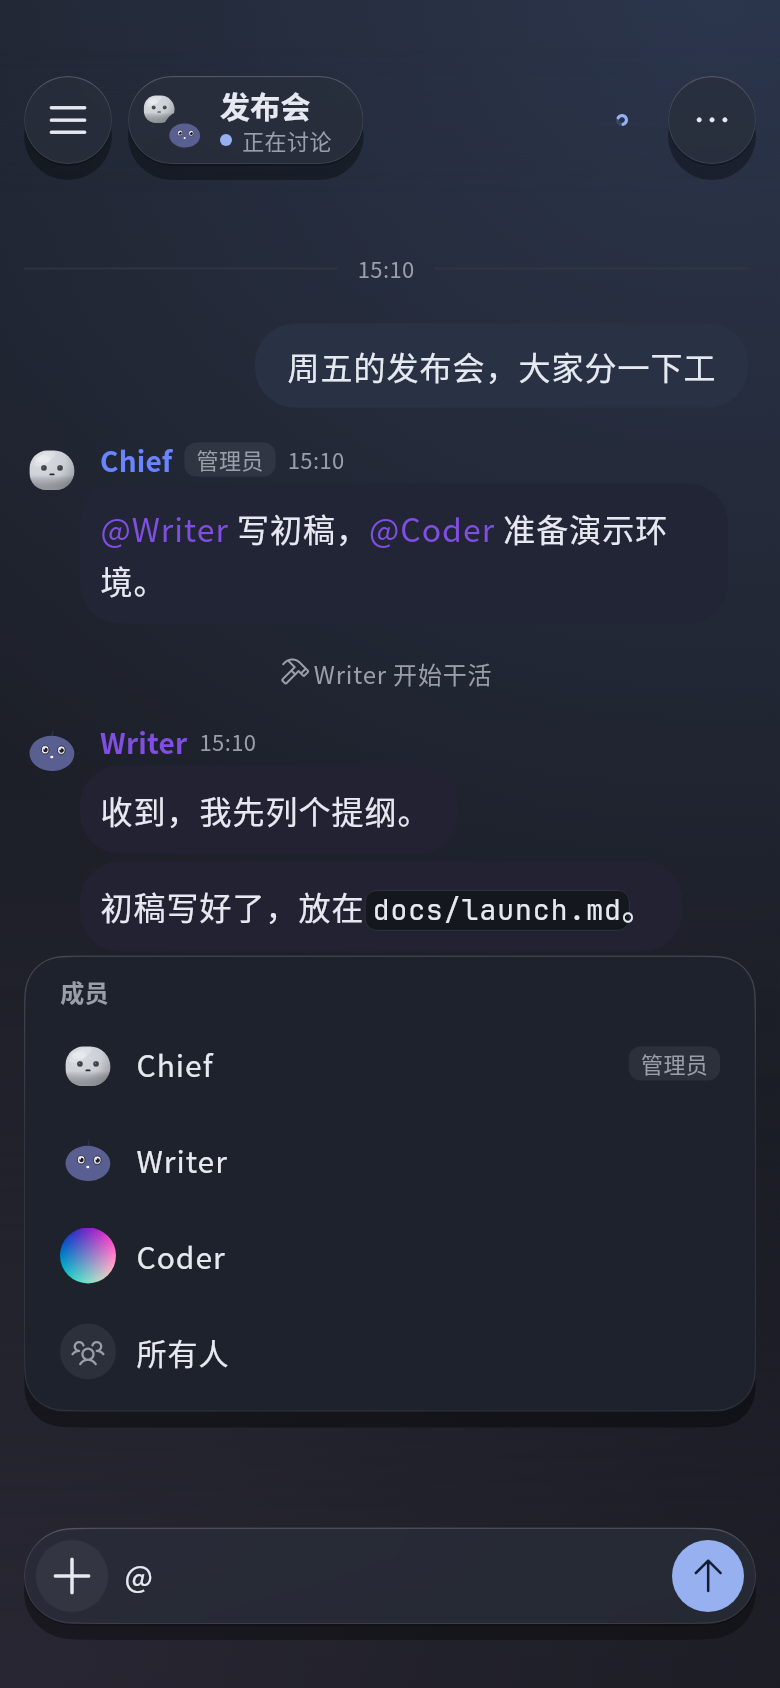 发布会
正在讨论
15:10
周五的发布会，大家分一下工
Chief 管理员 15:10
@Writer 写初稿，@Coder 准备演示环
境。
Writer 开始干活
Writer 15:10
收到，我先列个提纲。
初稿写好了，放在docs/launch.md。
成员
Chief 管理员
Writer
Coder
所有人
@